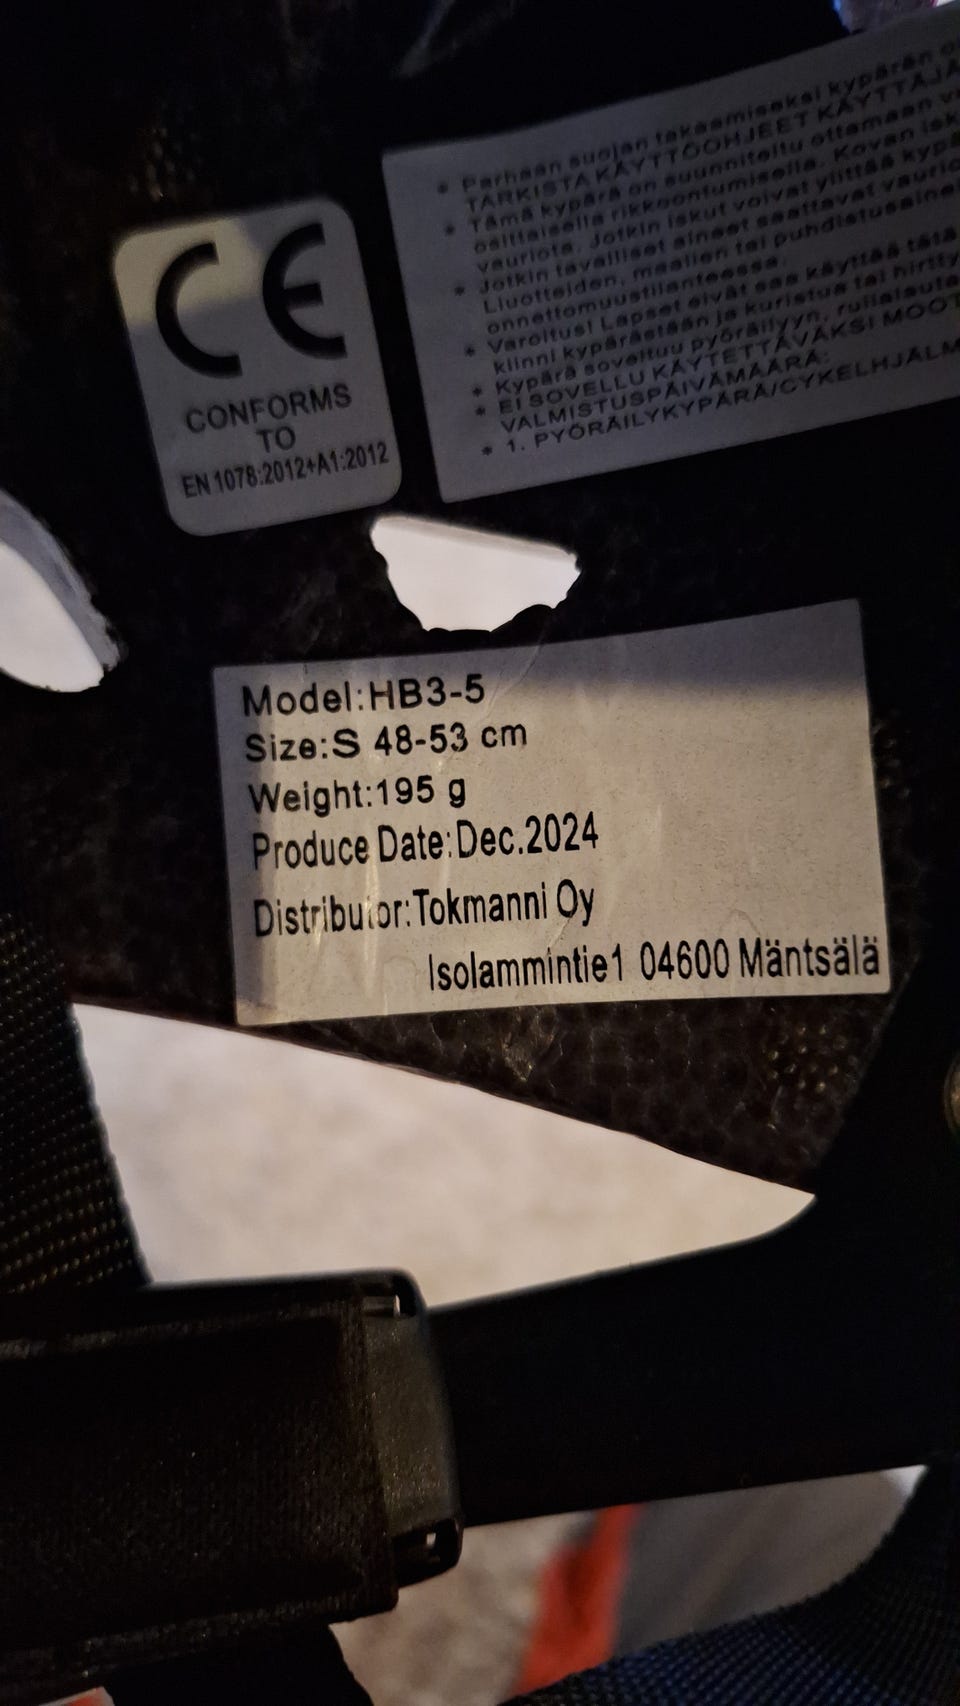 CE
CONFORMS
TO
EN 1078:2012+A1:2012
* Parhaan suojan takaamiseksi kypärän
TARKISTA KÄYTTÖOHJEET KÄYTTÄJÄ
* Tämä kypärä on suunniteltu ottamaan
osittaisella rikkoontumisella. Kovan isk
vauriota. Jotkin iskut voivat ylittää kyp
* Jotkin tavalliset aineet saattavat vaurio
Liuotteiden, maalien tai puhdistusaine
onnettomuustilanteessa.
* Varoitus! Lapset eivät saa käyttää tätä
kiinni kypärästään ja kuristua tai hirtty
* Kypärä soveltuu pyöräilyyn, rullalauta
* EI SOVELLU KÄYTETTÄVÄKSI MOOT
VALMISTUSPÄIVÄMÄÄRÄ:
* 1. PYÖRÄILYKYPÄRÄ/CYKELHJÄLM
Model:HB3-5
Size:S 48-53 cm
Weight:195 g
Produce Date:Dec.2024
Distributor:Tokmanni Oy
Isolammintie1 04600 Mäntsälä